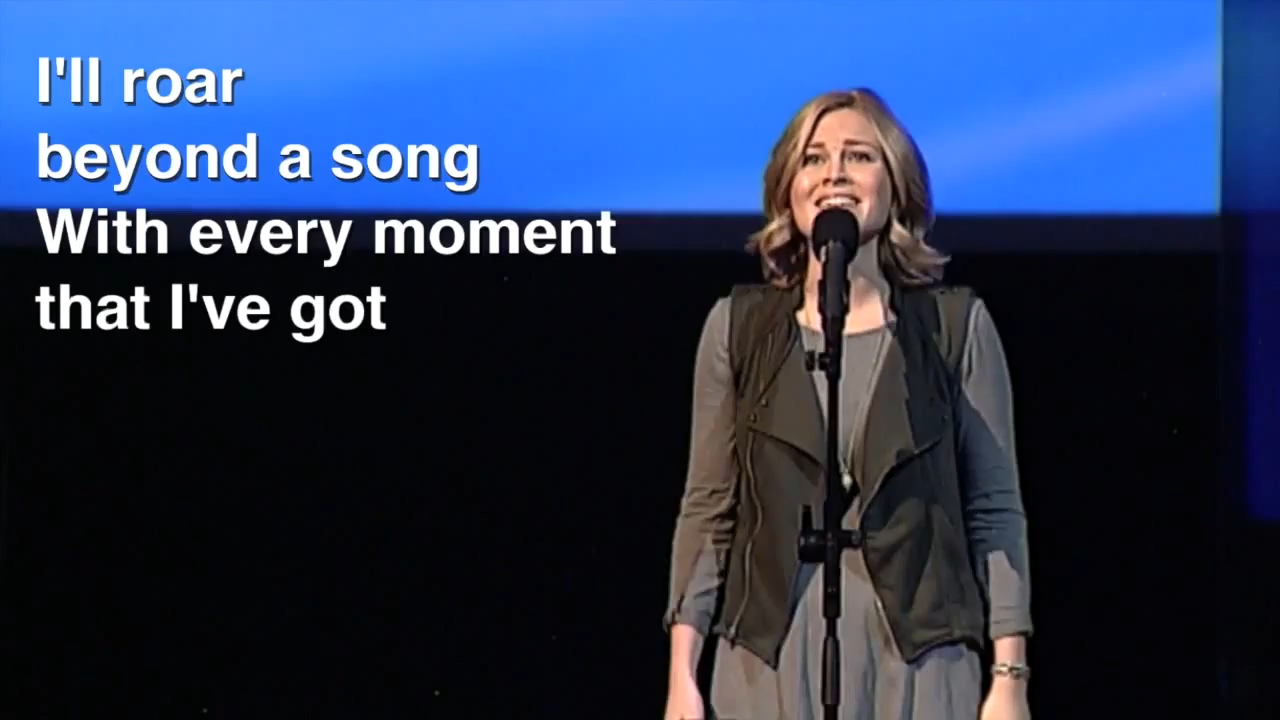 I'll roar
beyond a song
With every moment
that I've got